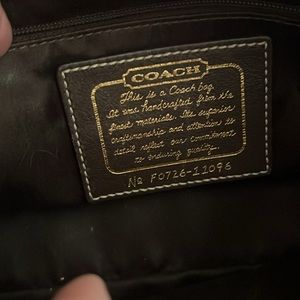 COACH
This is a Coach bag.
It was handcrafted from the
finest materials. Its superior
craftsmanship and attention to
detail reflect our commitment
to enduring quality.
No F0726-11096